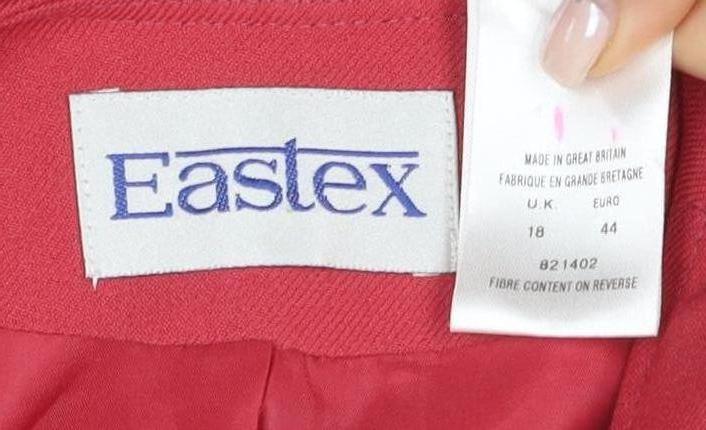 Eastex
MADE IN GREAT BRITAIN
FABRIQUE EN GRANDE BRETAGNE
U.K. EURO
18 44
821402
FIBRE CONTENT ON REVERSE